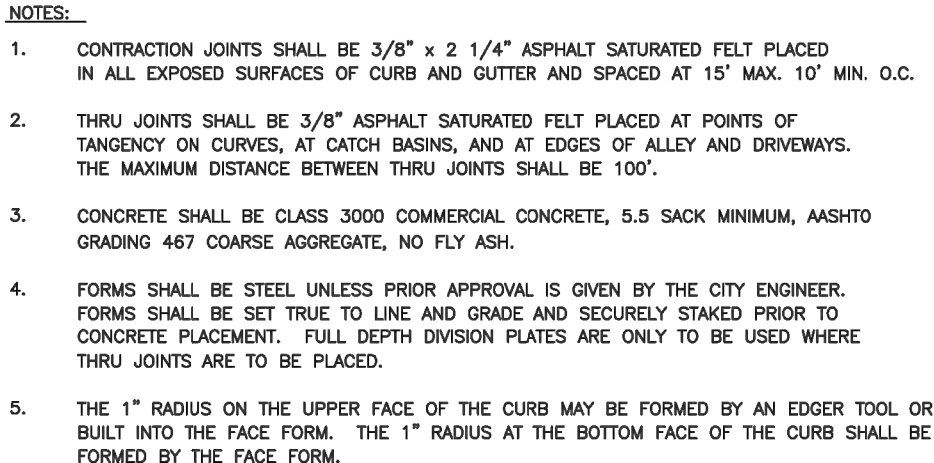 NOTES:
1. CONTRACTION JOINTS SHALL BE 3/8" x 2 1/4" ASPHALT SATURATED FELT PLACED
IN ALL EXPOSED SURFACES OF CURB AND GUTTER AND SPACED AT 15' MAX. 10' MIN. O.C.
2. THRU JOINTS SHALL BE 3/8" ASPHALT SATURATED FELT PLACED AT POINTS OF
TANGENCY ON CURVES, AT CATCH BASINS, AND AT EDGES OF ALLEY AND DRIVEWAYS.
THE MAXIMUM DISTANCE BETWEEN THRU JOINTS SHALL BE 100'.
3. CONCRETE SHALL BE CLASS 3000 COMMERCIAL CONCRETE, 5.5 SACK MINIMUM, AASHTO
GRADING 467 COARSE AGGREGATE, NO FLY ASH.
4. FORMS SHALL BE STEEL UNLESS PRIOR APPROVAL IS GIVEN BY THE CITY ENGINEER.
FORMS SHALL BE SET TRUE TO LINE AND GRADE AND SECURELY STAKED PRIOR TO
CONCRETE PLACEMENT. FULL DEPTH DIVISION PLATES ARE ONLY TO BE USED WHERE
THRU JOINTS ARE TO BE PLACED.
5. THE 1" RADIUS ON THE UPPER FACE OF THE CURB MAY BE FORMED BY AN EDGER TOOL OR
BUILT INTO THE FACE FORM. THE 1" RADIUS AT THE BOTTOM FACE OF THE CURB SHALL BE
FORMED BY THE FACE FORM.